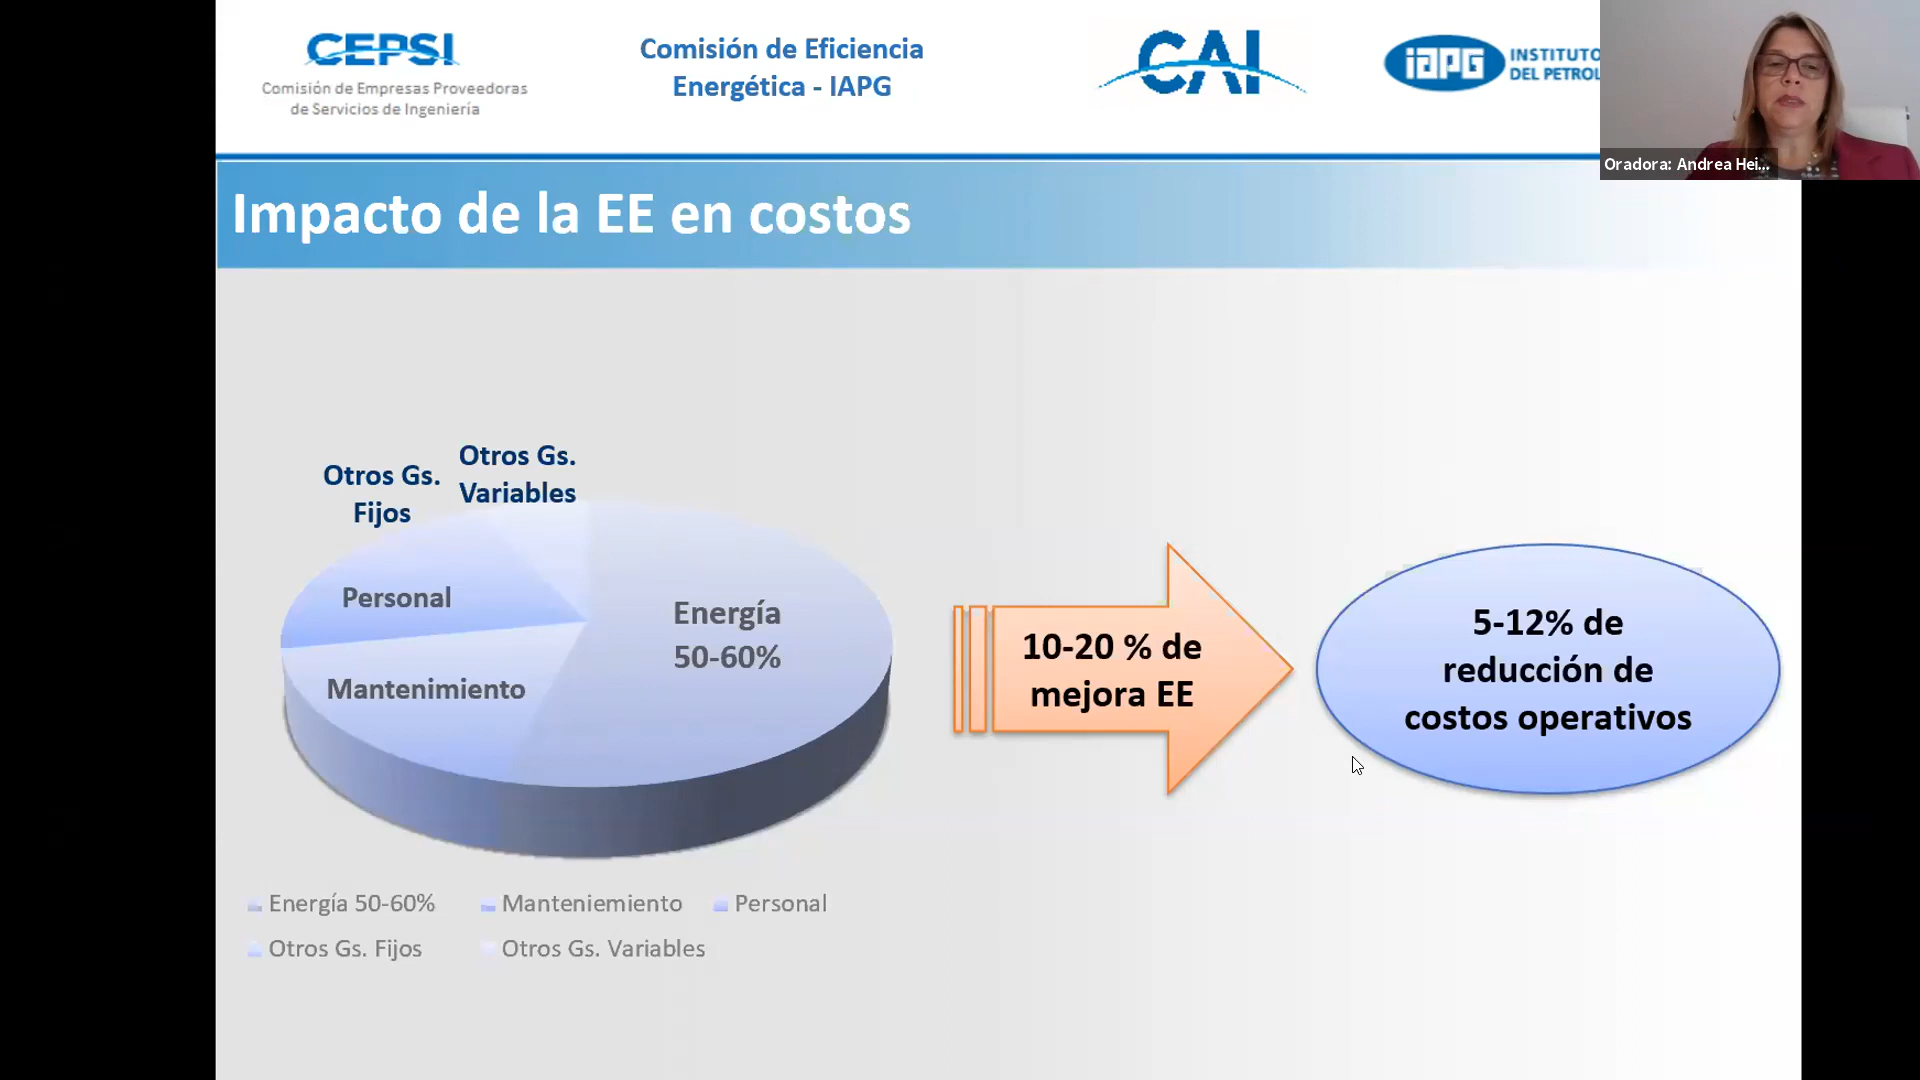 CEPSI
Comisión de Empresas Proveedoras
de Servicios de Ingeniería
Comisión de Eficiencia
Energética - IAPG
CAI
iAPG
INSTITUTO
DEL PETROL
Oradora: Andrea Hei...
Impacto de la EE en costos
Otros Gs.
Fijos
Otros Gs.
Variables
Personal
Mantenimiento
Energía
50-60%
10-20 % de
mejora EE
5-12% de
reducción de
costos operativos
Energía 50-60%
Manteniemiento
Personal
Otros Gs. Fijos
Otros Gs. Variables